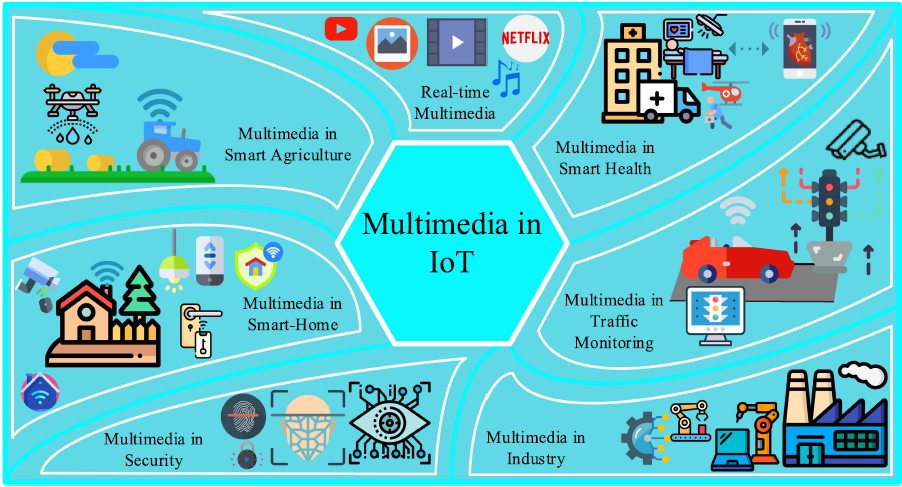 NETFLIX
Real-time
Multimedia
Multimedia in
Smart Agriculture
Multimedia in
Smart Health
Multimedia in
IoT
Multimedia in
Smart-Home
Multimedia in
Traffic
Monitoring
Multimedia in
Security
Multimedia in
Industry